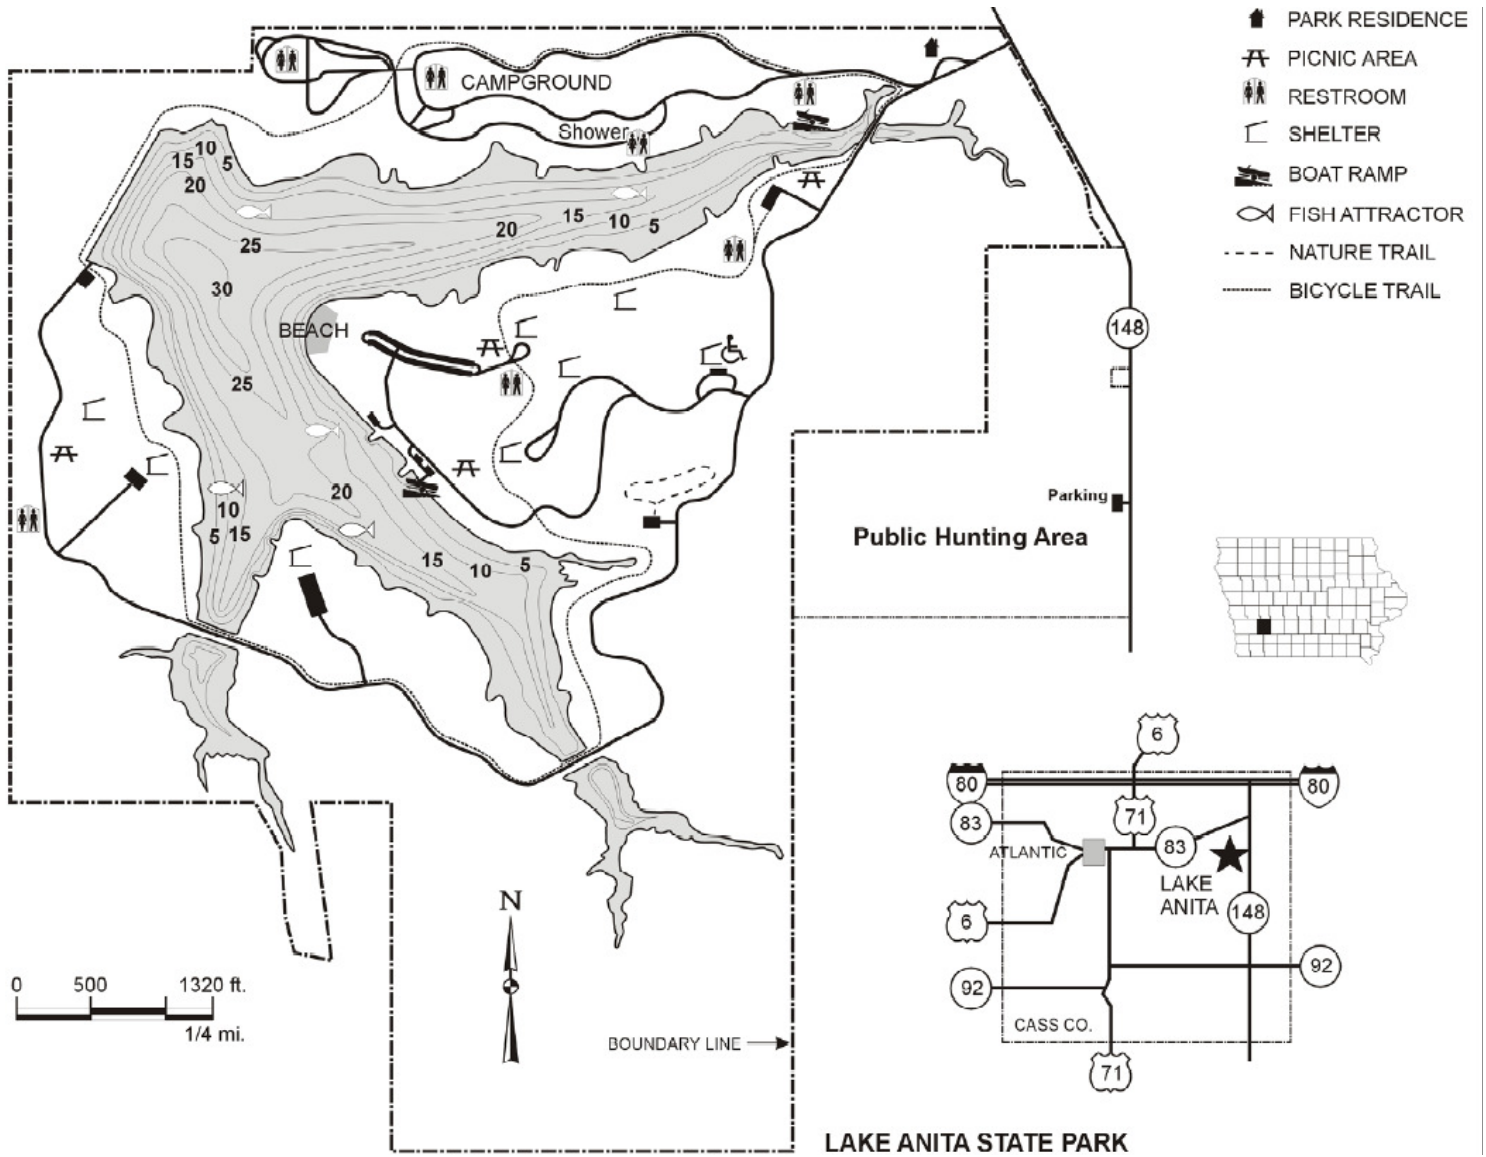 PARK RESIDENCE
PICNIC AREA
RESTROOM
SHELTER
BOAT RAMP
FISH ATTRACTOR
NATURE TRAIL
BICYCLE TRAIL
CAMPGROUND
Shower
10
15
5
20
15
10
5
20
25
30
BEACH
25
148
20
10
5
15
15
10
5
Parking
Public Hunting Area
6
80
80
71
83
83
ATLANTIC
LAKE
ANITA
148
6
92
92
CASS CO.
71
N
0 500 1320 ft.
1/4 mi.
BOUNDARY LINE
LAKE ANITA STATE PARK